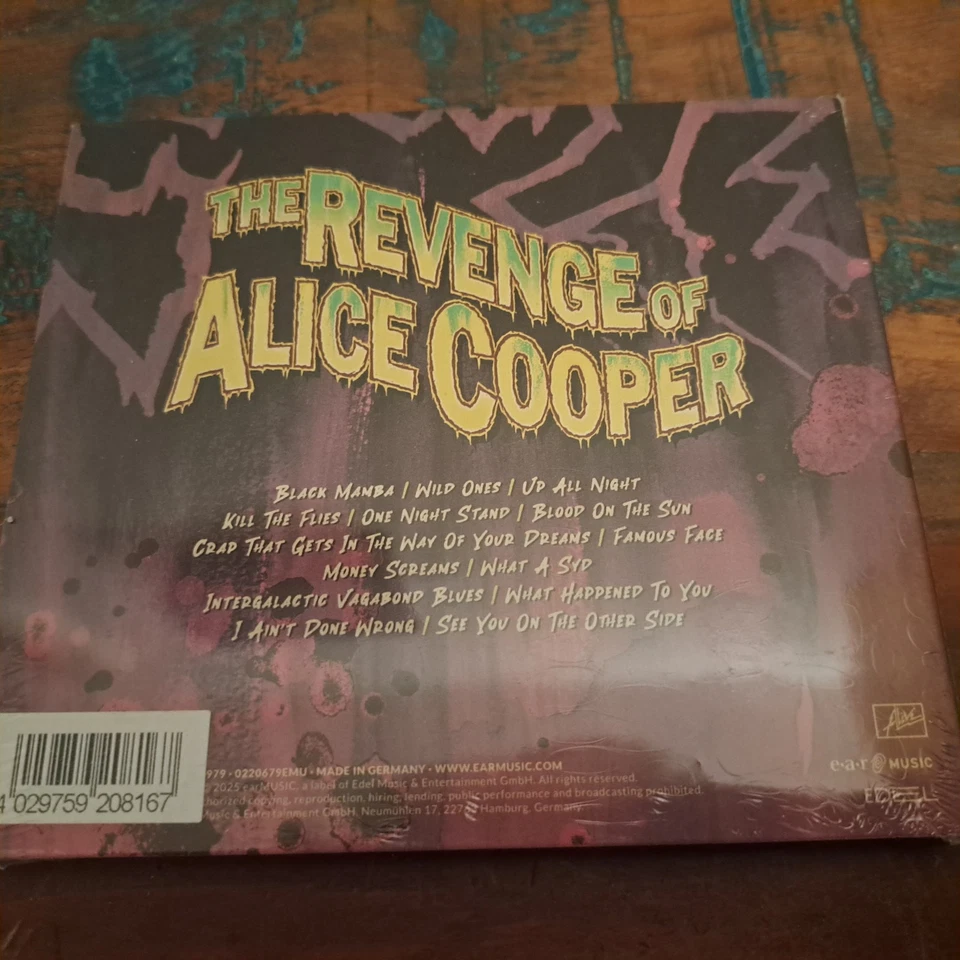 THE REVENGE OF
ALICE COOPER
BLACK MAMBA | WILD ONES | UP ALL NIGHT
KILL THE FLIES | ONE NIGHT STAND | BLOOD ON THE SUN
CRAP THAT GETS IN THE WAY OF YOUR DREAMS | FAMOUS FACE
MONEY SCREAMS | WHAT A SYD
INTERGALACTIC VAGABOND BLUES | WHAT HAPPENED TO YOU
I AIN'T DONE WRONG | SEE YOU ON THE OTHER SIDE
ALIVE
e·a·r MUSIC
EDEL
979 · 0220679EMU · MADE IN GERMANY · WWW.EARMUSIC.COM
2025 earMUSIC, a label of Edel Music & Entertainment GmbH. All rights reserved.
copying, reproduction, hiring, lending, public performance and broadcasting prohibited.
& Entertainment GmbH, Neumühlen 17, Hamburg, Germany
4 029759 208167